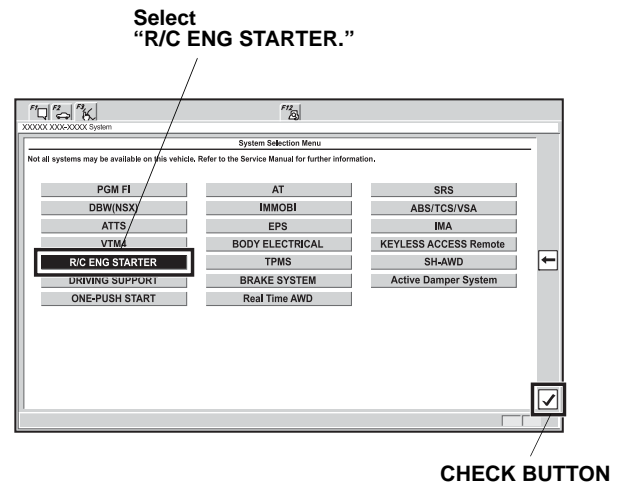 Select
“R/C ENG STARTER.”
F1 F2 F3 F12
XXXXX XXX-XXXX System
System Selection Menu
Not all systems may be available on this vehicle. Refer to the Service Manual for further information.
PGM FI AT SRS
DBW(NSX) IMMOBI ABS/TCS/VSA
ATTS EPS IMA
VTM4 BODY ELECTRICAL KEYLESS ACCESS Remote
R/C ENG STARTER TPMS SH-AWD
DRIVING SUPPORT BRAKE SYSTEM Active Damper System
ONE-PUSH START Real Time AWD
CHECK BUTTON